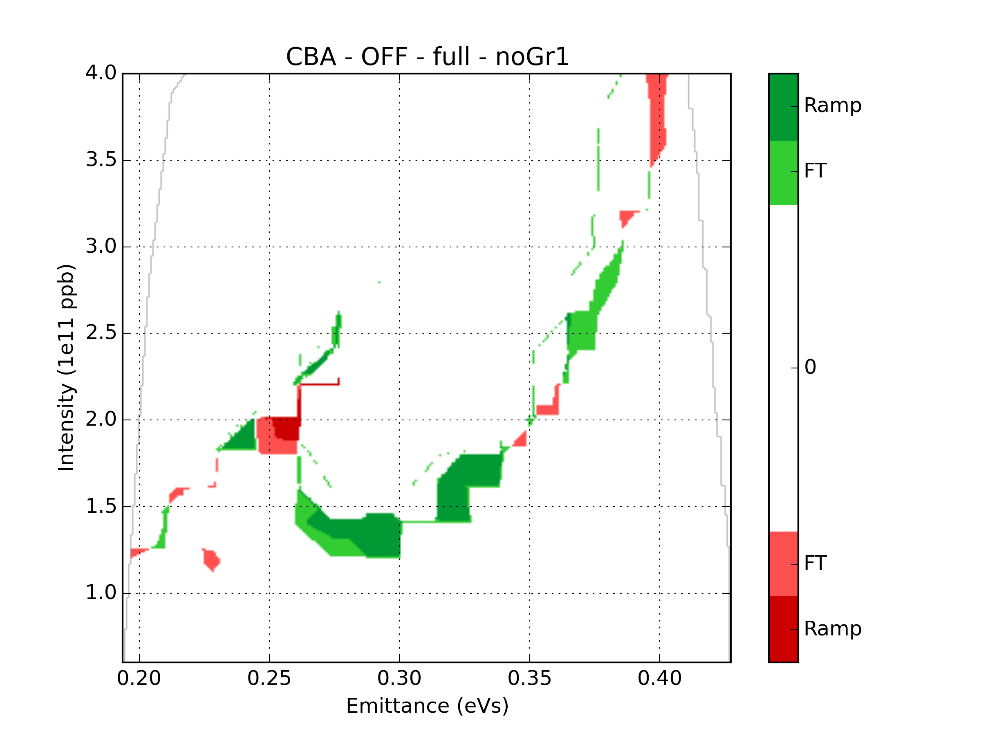 CBA - OFF - full - noGr1
4.0
3.5
3.0
2.5
2.0
1.5
1.0
Intensity (1e11 ppb)
0.20 0.25 0.30 0.35 0.40
Emittance (eVs)
Ramp
FT
0
FT
Ramp